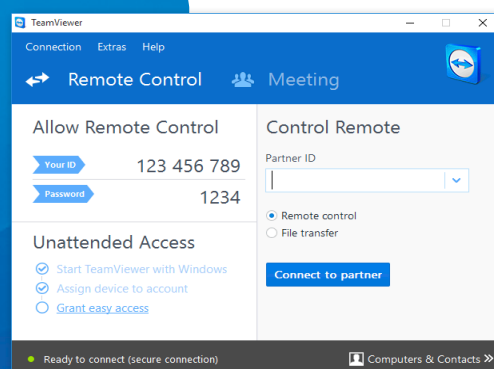 TeamViewer
Connection Extras Help
Remote Control Meeting
Allow Remote Control
Your ID 123 456 789
Password 1234
Unattended Access
Start TeamViewer with Windows
Assign device to account
Grant easy access
Control Remote
Partner ID
Remote control
File transfer
Connect to partner
Ready to connect (secure connection)
Computers & Contacts